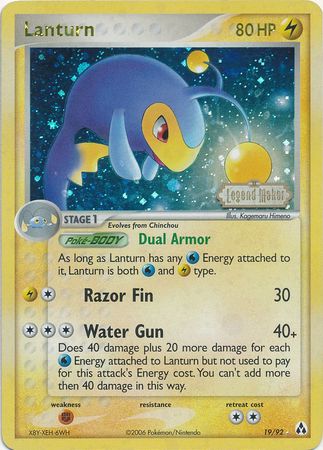 Lanturn 80 HP
Legend Maker
Illus. Kagemaru Himeno
STAGE 1
Evolves from Chinchou
Poké-BODY Dual Armor
As long as Lanturn has any Energy attached to
it, Lanturn is both and type.
Razor Fin 30
Water Gun 40+
Does 40 damage plus 20 more damage for each
Energy attached to Lanturn but not used to pay
for this attack's Energy cost. You can't add more
then 40 damage in this way.
weakness resistance retreat cost
X8Y-XEH-6WH ©2006 Pokémon/Nintendo 19/92